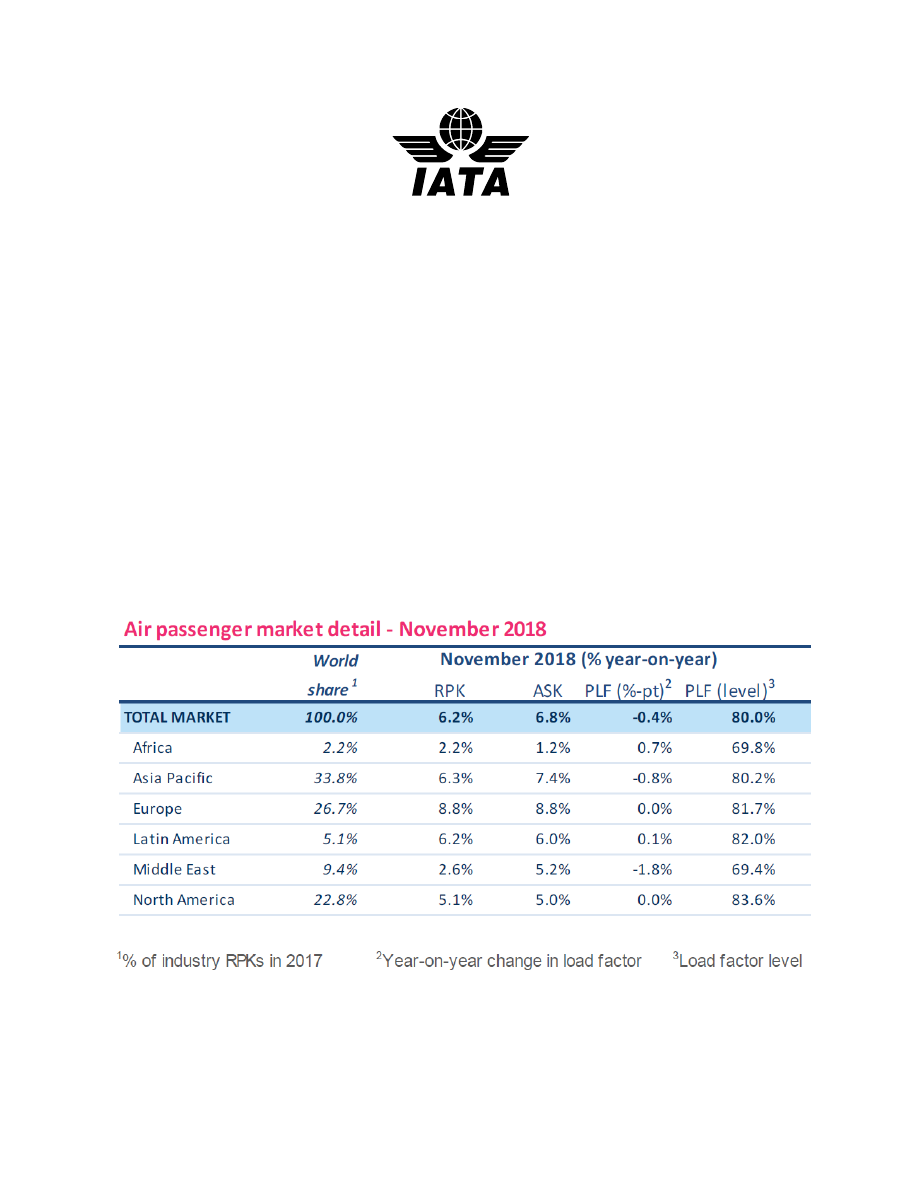 IATA
Air passenger market detail - November 2018
World share ¹ November 2018 (% year-on-year)
RPK ASK PLF (%-pt)² PLF (level)³
TOTAL MARKET 100.0% 6.2% 6.8% -0.4% 80.0%
Africa 2.2% 2.2% 1.2% 0.7% 69.8%
Asia Pacific 33.8% 6.3% 7.4% -0.8% 80.2%
Europe 26.7% 8.8% 8.8% 0.0% 81.7%
Latin America 5.1% 6.2% 6.0% 0.1% 82.0%
Middle East 9.4% 2.6% 5.2% -1.8% 69.4%
North America 22.8% 5.1% 5.0% 0.0% 83.6%
¹% of industry RPKs in 2017 ²Year-on-year change in load factor ³Load factor level